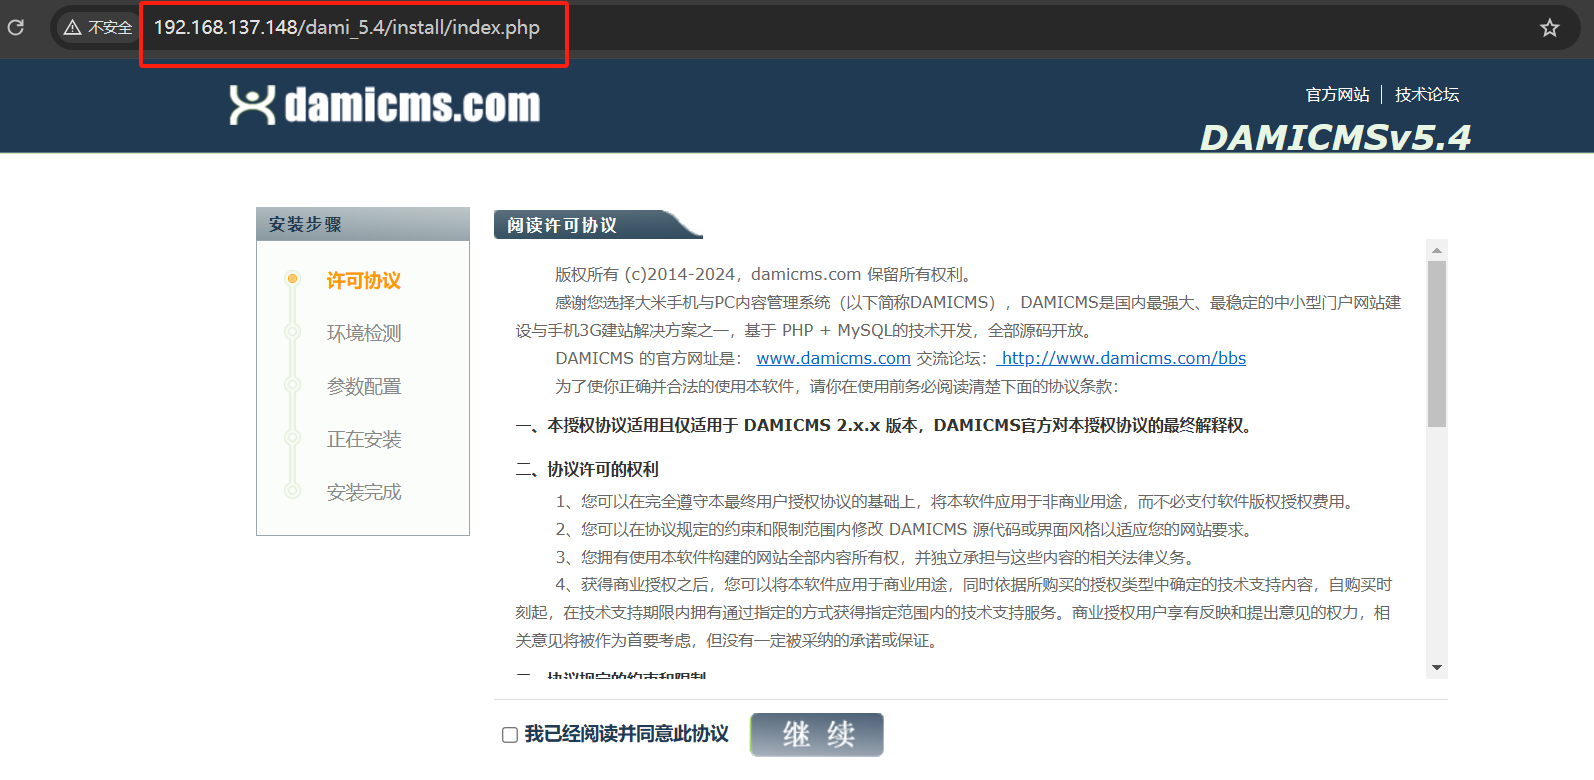 不安全 192.168.137.148/dami_5.4/install/index.php
damicms.com
官方网站 | 技术论坛
DAMICMSv5.4
安装步骤
许可协议
环境检测
参数配置
正在安装
安装完成
阅读许可协议
版权所有 (c)2014-2024，damicms.com 保留所有权利。
感谢您选择大米手机与PC内容管理系统（以下简称DAMICMS），DAMICMS是国内最强大、最稳定的中小型门户网站建
设与手机3G建站解决方案之一，基于 PHP + MySQL的技术开发，全部源码开放。
DAMICMS 的官方网址是： www.damicms.com 交流论坛： http://www.damicms.com/bbs
为了使你正确并合法的使用本软件，请你在使用前务必阅读清楚下面的协议条款：
一、本授权协议适用且仅适用于 DAMICMS 2.x.x 版本，DAMICMS官方对本授权协议的最终解释权。
二、协议许可的权利
1、您可以在完全遵守本最终用户授权协议的基础上，将本软件应用于非商业用途，而不必支付软件版权授权费用。
2、您可以在协议规定的约束和限制范围内修改 DAMICMS 源代码或界面风格以适应您的网站要求。
3、您拥有使用本软件构建的网站全部内容所有权，并独立承担与这些内容的相关法律义务。
4、获得商业授权之后，您可以将本软件应用于商业用途，同时依据所购买的授权类型中确定的技术支持内容，自购买时
刻起，在技术支持期限内拥有通过指定的方式获得指定范围内的技术支持服务。商业授权用户享有反映和提出意见的权力，相
关意见将被作为首要考虑，但没有一定被采纳的承诺或保证。
协议规定的约束和限制
我已经阅读并同意此协议
继 续